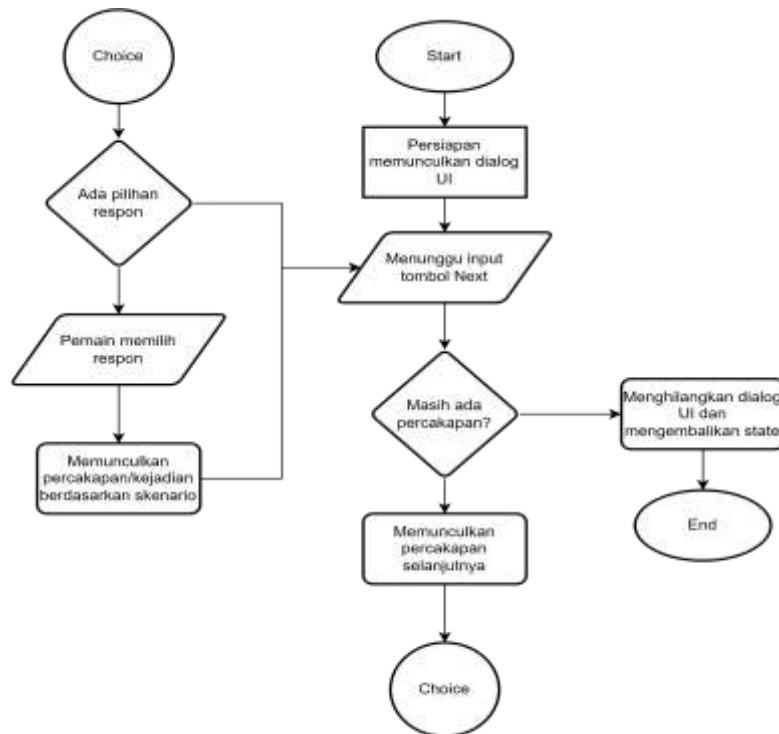 Choice
Ada pilihan
respon
Pemain memilih
respon
Memunculkan
percakapan/kejadian
berdasarkan skenario
Start
Persiapan
memunculkan dialog
UI
Menunggu input
tombol Next
Masih ada
percakapan?
Memunculkan
percakapan
selanjutnya
Choice
Menghilangkan dialog
UI dan
mengembalikan state
End